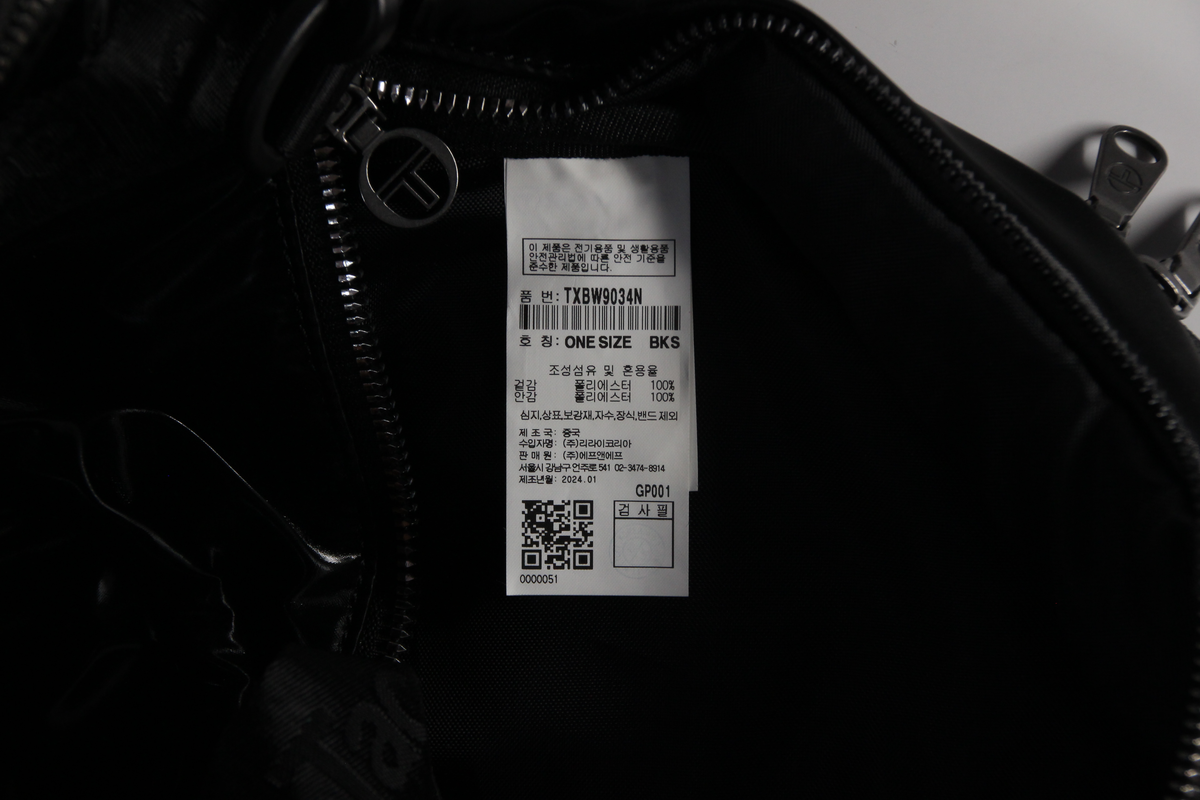 이 제품은 전기용품 및 생활용품
안전관리법에 따른 안전 기준을
준수한 제품입니다.
품 번: TXBW9034N
호 칭: ONE SIZE BKS
조성섬유 및 혼용율
겉감 폴리에스터 100%
안감 폴리에스터 100%
심지,상표,보강재,자수,장식,밴드 제외
제 조 국: 중국
수입자명: (주)리라이코리아
판 매 원: (주)에프앤에프
서울시 강남구 언주로 541 02-3474-8914
제조년월: 2024.01
GP001
검 사 필
0000051